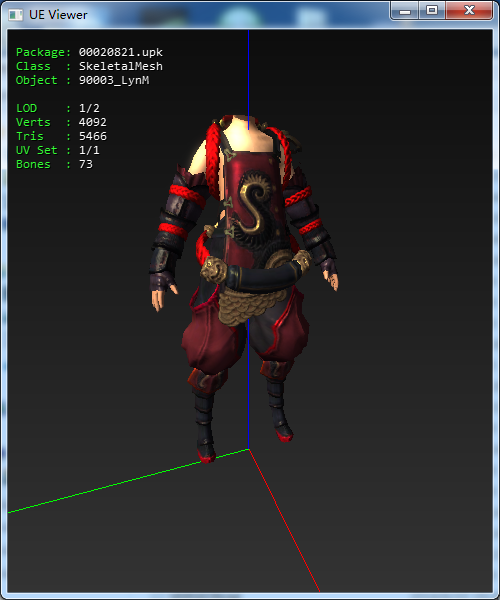 UE Viewer
Package: 00020821.upk
Class : SkeletalMesh
Object : 90003_LynM
LOD : 1/2
Verts : 4092
Tris : 5466
UV Set : 1/1
Bones : 73